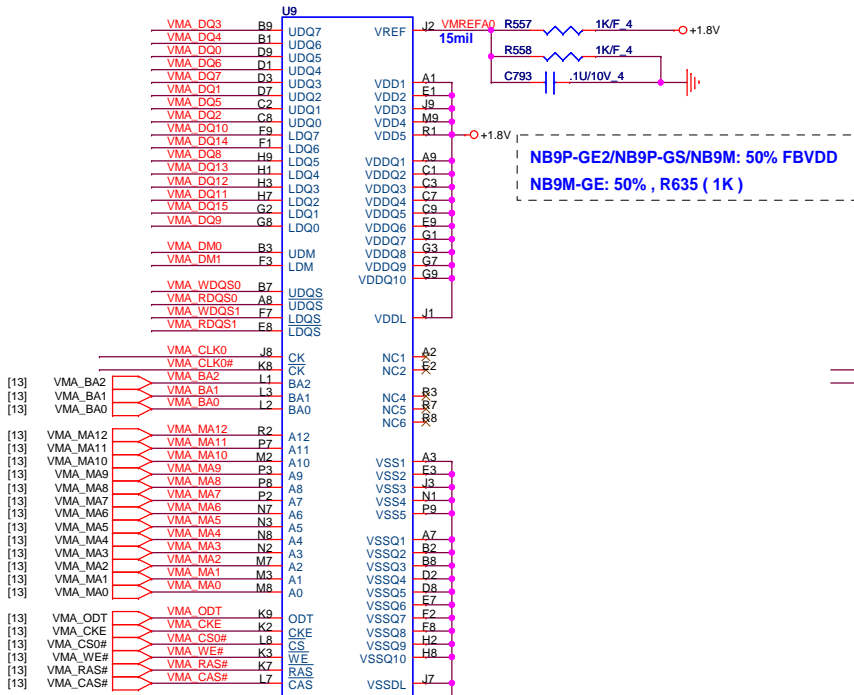 U9
VMA_DQ3 B9 UDQ7
VMA_DQ4 B1 UDQ6
VMA_DQ0 D9 UDQ5
VMA_DQ6 D1 UDQ4
VMA_DQ7 D3 UDQ3
VMA_DQ1 D7 UDQ2
VMA_DQ5 C2 UDQ1
VMA_DQ2 C8 UDQ0
VMA_DQ10 F9 LDQ7
VMA_DQ14 F1 LDQ6
VMA_DQ8 H9 LDQ5
VMA_DQ13 H1 LDQ4
VMA_DQ12 H3 LDQ3
VMA_DQ11 H7 LDQ2
VMA_DQ15 G2 LDQ1
VMA_DQ9 G8 LDQ0
VMA_DM0 B3 UDM
VMA_DM1 F3 LDM
VMA_WDQS0 B7 UDQS
VMA_RDQS0 A8 UDQS
VMA_WDQS1 F7 LDQS
VMA_RDQS1 E8 LDQS
VMA_CLK0 J8 CK
VMA_CLK0# K8 CK
[13] VMA_BA2 VMA_BA2 L1 BA2
[13] VMA_BA1 VMA_BA1 L3 BA1
[13] VMA_BA0 VMA_BA0 L2 BA0
[13] VMA_MA12 VMA_MA12 R2 A12
[13] VMA_MA11 VMA_MA11 P7 A11
[13] VMA_MA10 VMA_MA10 M2 A10
[13] VMA_MA9 VMA_MA9 P3 A9
[13] VMA_MA8 VMA_MA8 P8 A8
[13] VMA_MA7 VMA_MA7 P2 A7
[13] VMA_MA6 VMA_MA6 N7 A6
[13] VMA_MA5 VMA_MA5 N3 A5
[13] VMA_MA4 VMA_MA4 N8 A4
[13] VMA_MA3 VMA_MA3 N2 A3
[13] VMA_MA2 VMA_MA2 M7 A2
[13] VMA_MA1 VMA_MA1 M3 A1
[13] VMA_MA0 VMA_MA0 M8 A0
[13] VMA_ODT VMA_ODT K9 ODT
[13] VMA_CKE VMA_CKE K2 CKE
[13] VMA_CS0# VMA_CS0# L8 CS
[13] VMA_WE# VMA_WE# K3 WE
[13] VMA_RAS# VMA_RAS# K7 RAS
[13] VMA_CAS# VMA_CAS# L7 CAS
VREF J2 VMREFA0 R557 1K/F_4 +1.8V
15mil
R558 1K/F_4
C793 .1U/10V_4
VDD1 A1
VDD2 E1
VDD3 J9
VDD4 M9
VDD5 R1 +1.8V
VDDQ1 A9
VDDQ2 C1
VDDQ3 C3
VDDQ4 C7
VDDQ5 C9
VDDQ6 E9
VDDQ7 G1
VDDQ8 G3
VDDQ9 G7
VDDQ10 G9
VDDL J1
NC1 A2
NC2 E2
NC4 R3
NC5 R7
NC6 R8
VSS1 A3
VSS2 E3
VSS3 J3
VSS4 N1
VSS5 P9
VSSQ1 A7
VSSQ2 B2
VSSQ3 B8
VSSQ4 D2
VSSQ5 D8
VSSQ6 E7
VSSQ7 F2
VSSQ8 F8
VSSQ9 H2
VSSQ10 H8
VSSDL J7
NB9P-GE2/NB9P-GS/NB9M: 50% FBVDD
NB9M-GE: 50% , R635 ( 1K )